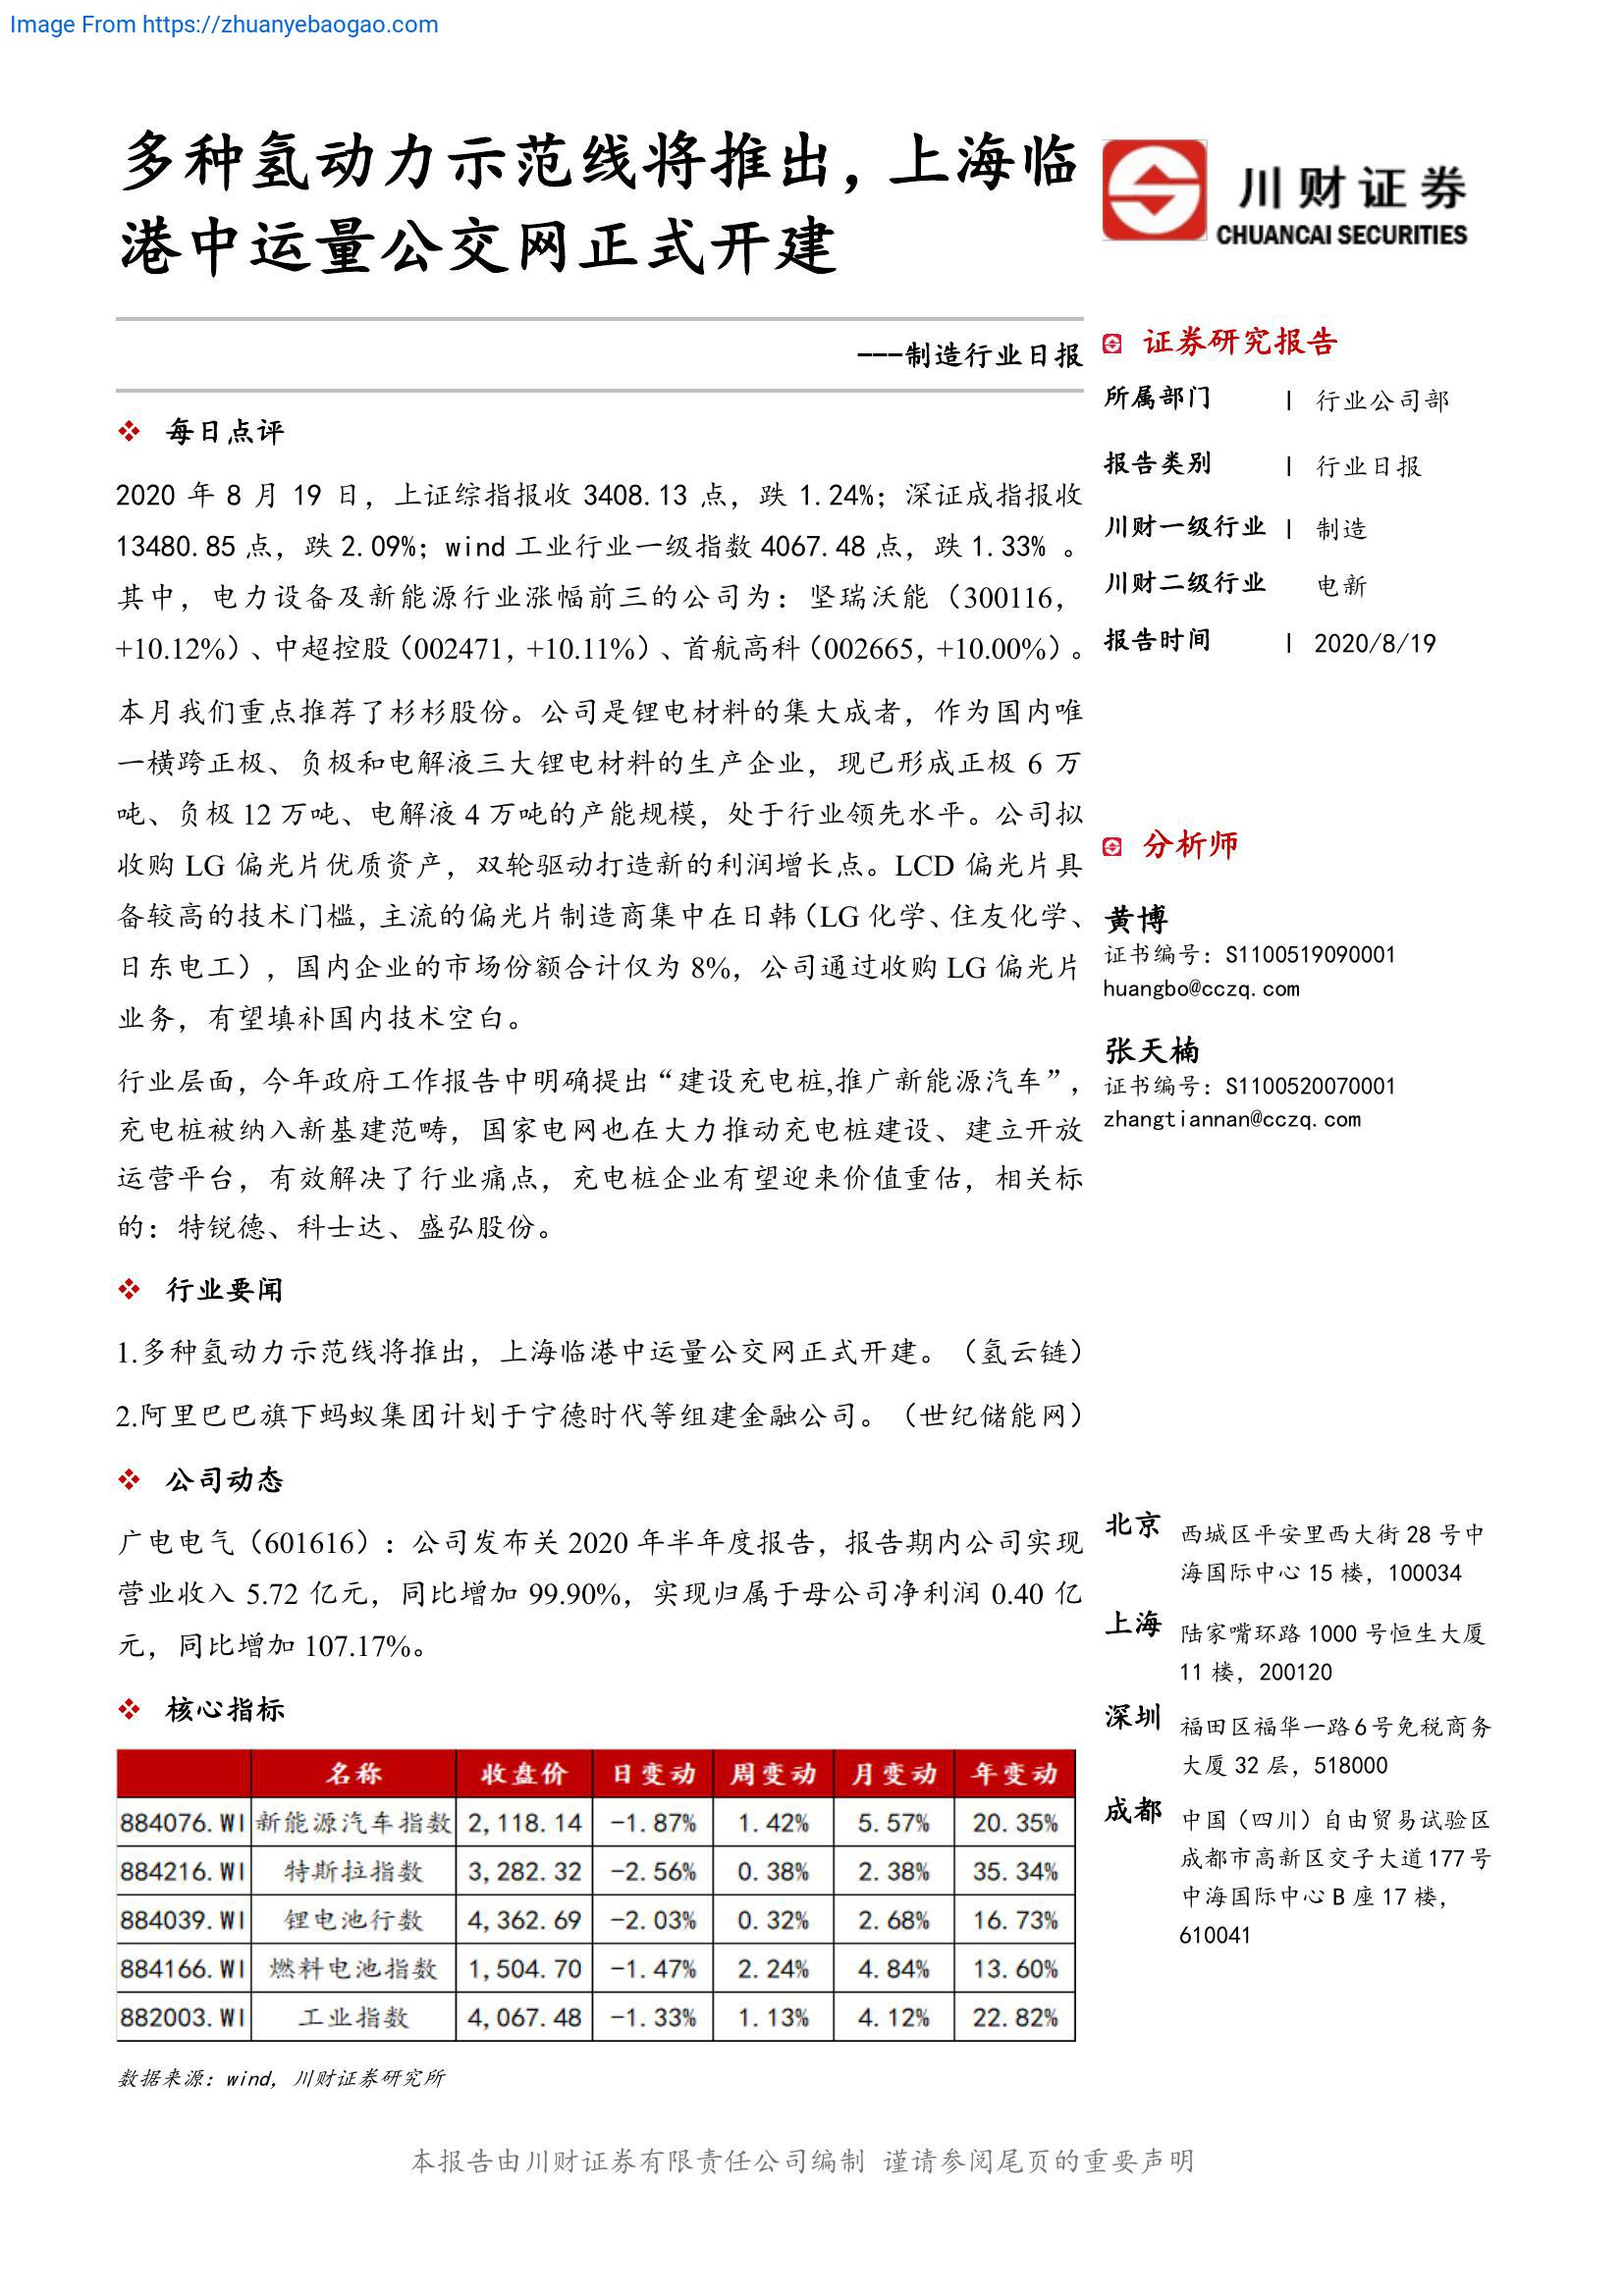 Image From https://zhuanyebaogao.com
多种氢动力示范线将推出，上海临
港中运量公交网正式开建
川财证券
CHUANCAI SECURITIES
---制造行业日报
每日点评
2020 年 8 月 19 日，上证综指报收 3408.13 点，跌 1.24%；深证成指报收
13480.85 点，跌 2.09%；wind 工业行业一级指数 4067.48 点，跌 1.33% 。
其中，电力设备及新能源行业涨幅前三的公司为：坚瑞沃能（300116，
+10.12%）、中超控股（002471，+10.11%）、首航高科（002665，+10.00%）。
本月我们重点推荐了杉杉股份。公司是锂电材料的集大成者，作为国内唯
一横跨正极、负极和电解液三大锂电材料的生产企业，现已形成正极 6 万
吨、负极 12 万吨、电解液 4 万吨的产能规模，处于行业领先水平。公司拟
收购 LG 偏光片优质资产，双轮驱动打造新的利润增长点。LCD 偏光片具
备较高的技术门槛，主流的偏光片制造商集中在日韩（LG 化学、住友化学、
日东电工），国内企业的市场份额合计仅为 8%，公司通过收购 LG 偏光片
业务，有望填补国内技术空白。
行业层面，今年政府工作报告中明确提出“建设充电桩,推广新能源汽车”，
充电桩被纳入新基建范畴，国家电网也在大力推动充电桩建设、建立开放
运营平台，有效解决了行业痛点，充电桩企业有望迎来价值重估，相关标
的：特锐德、科士达、盛弘股份。
行业要闻
1.多种氢动力示范线将推出，上海临港中运量公交网正式开建。（氢云链）
2.阿里巴巴旗下蚂蚁集团计划于宁德时代等组建金融公司。（世纪储能网）
公司动态
广电电气（601616）：公司发布关 2020 年半年度报告，报告期内公司实现
营业收入 5.72 亿元，同比增加 99.90%，实现归属于母公司净利润 0.40 亿
元，同比增加 107.17%。
核心指标
名称 收盘价 日变动 周变动 月变动 年变动
884076.WI 新能源汽车指数 2,118.14 -1.87% 1.42% 5.57% 20.35%
884216.WI 特斯拉指数 3,282.32 -2.56% 0.38% 2.38% 35.34%
884039.WI 锂电池行数 4,362.69 -2.03% 0.32% 2.68% 16.73%
884166.WI 燃料电池指数 1,504.70 -1.47% 2.24% 4.84% 13.60%
882003.WI 工业指数 4,067.48 -1.33% 1.13% 4.12% 22.82%
数据来源：wind，川财证券研究所
证券研究报告
所属部门 | 行业公司部
报告类别 | 行业日报
川财一级行业 | 制造
川财二级行业 电新
报告时间 | 2020/8/19
分析师
黄博
证书编号：S1100519090001
huangbo@cczq.com
张天楠
证书编号：S1100520070001
zhangtiannan@cczq.com
北京 西城区平安里西大街 28 号中
海国际中心 15 楼，100034
上海 陆家嘴环路 1000 号恒生大厦
11 楼，200120
深圳 福田区福华一路 6 号免税商务
大厦 32 层，518000
成都 中国（四川）自由贸易试验区
成都市高新区交子大道 177 号
中海国际中心 B 座 17 楼，
610041
本报告由川财证券有限责任公司编制 谨请参阅尾页的重要声明